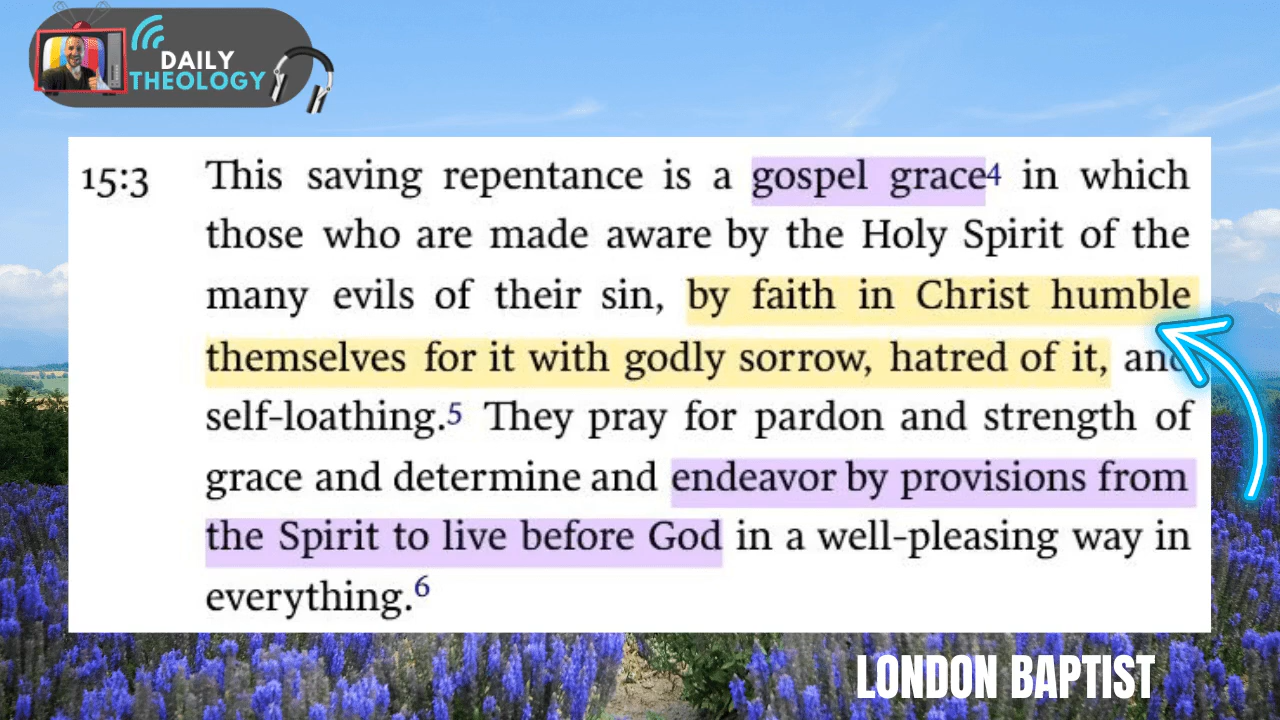 DAILY
THEOLOGY
15:3 This saving repentance is a gospel grace4 in which
those who are made aware by the Holy Spirit of the
many evils of their sin, by faith in Christ humble
themselves for it with godly sorrow, hatred of it, and
self-loathing.5 They pray for pardon and strength of
grace and determine and endeavor by provisions from
the Spirit to live before God in a well-pleasing way in
everything.6
LONDON BAPTIST